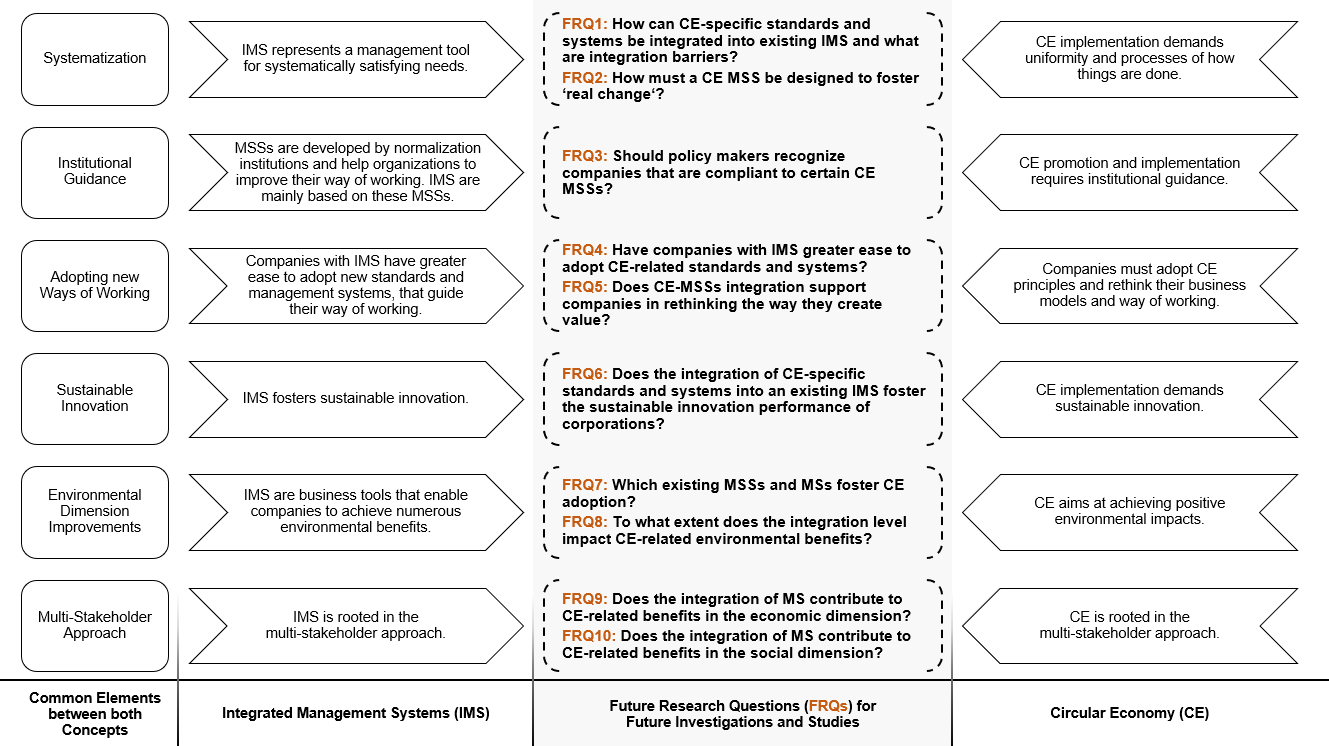 Systematization
IMS represents a management tool
for systematically satisfying needs.
FRQ1: How can CE-specific standards and
systems be integrated into existing IMS and what
are integration barriers?
FRQ2: How must a CE MSS be designed to foster
‘real change‘?
CE implementation demands
uniformity and processes of how
things are done.
Institutional
Guidance
MSSs are developed by normalization
institutions and help organizations to
improve their way of working. IMS are
mainly based on these MSSs.
FRQ3: Should policy makers recognize
companies that are compliant to certain CE
MSSs?
CE promotion and implementation
requires institutional guidance.
Adopting new
Ways of Working
Companies with IMS have greater
ease to adopt new standards and
management systems, that guide
their way of working.
FRQ4: Have companies with IMS greater ease to
adopt CE-related standards and systems?
FRQ5: Does CE-MSSs integration support
companies in rethinking the way they create
value?
Companies must adopt CE
principles and rethink their business
models and way of working.
Sustainable
Innovation
IMS fosters sustainable innovation.
FRQ6: Does the integration of CE-specific
standards and systems into an existing IMS foster
the sustainable innovation performance of
corporations?
CE implementation demands
sustainable innovation.
Environmental
Dimension
Improvements
IMS are business tools that enable
companies to achieve numerous
environmental benefits.
FRQ7: Which existing MSSs and MSs foster CE
adoption?
FRQ8: To what extent does the integration level
impact CE-related environmental benefits?
CE aims at achieving positive
environmental impacts.
Multi-Stakeholder
Approach
IMS is rooted in the
multi-stakeholder approach.
FRQ9: Does the integration of MS contribute to
CE-related benefits in the economic dimension?
FRQ10: Does the integration of MS contribute to
CE-related benefits in the social dimension?
CE is rooted in the
multi-stakeholder approach.
Common Elements
between both
Concepts
Integrated Management Systems (IMS)
Future Research Questions (FRQs) for
Future Investigations and Studies
Circular Economy (CE)